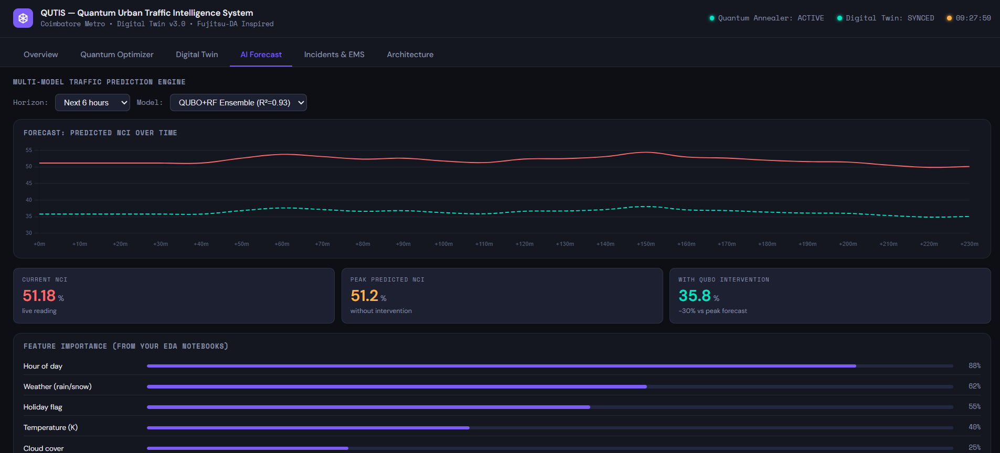 QUTIS — Quantum Urban Traffic Intelligence System
Coimbatore Metro • Digital Twin v3.0 • Fujitsu-DA Inspired
Quantum Annealer: ACTIVE
Digital Twin: SYNCED
09:27:59
Overview
Quantum Optimizer
Digital Twin
AI Forecast
Incidents & EMS
Architecture
MULTI-MODEL TRAFFIC PREDICTION ENGINE
Horizon:
Next 6 hours
Model:
QUBO+RF Ensemble (R²=0.93)
FORECAST: PREDICTED NCI OVER TIME
55
50
45
40
35
30
+0m
+10m
+20m
+30m
+40m
+50m
+60m
+70m
+80m
+90m
+100m
+110m
+120m
+130m
+140m
+150m
+160m
+170m
+180m
+190m
+200m
+210m
+220m
+230m
CURRENT NCI
51.18 %
live reading
PEAK PREDICTED NCI
51.2 %
without intervention
WITH QUBO INTERVENTION
35.8 %
-30% vs peak forecast
FEATURE IMPORTANCE (FROM YOUR EDA NOTEBOOKS)
Hour of day
88%
Weather (rain/snow)
62%
Holiday flag
55%
Temperature (K)
40%
Cloud cover
25%